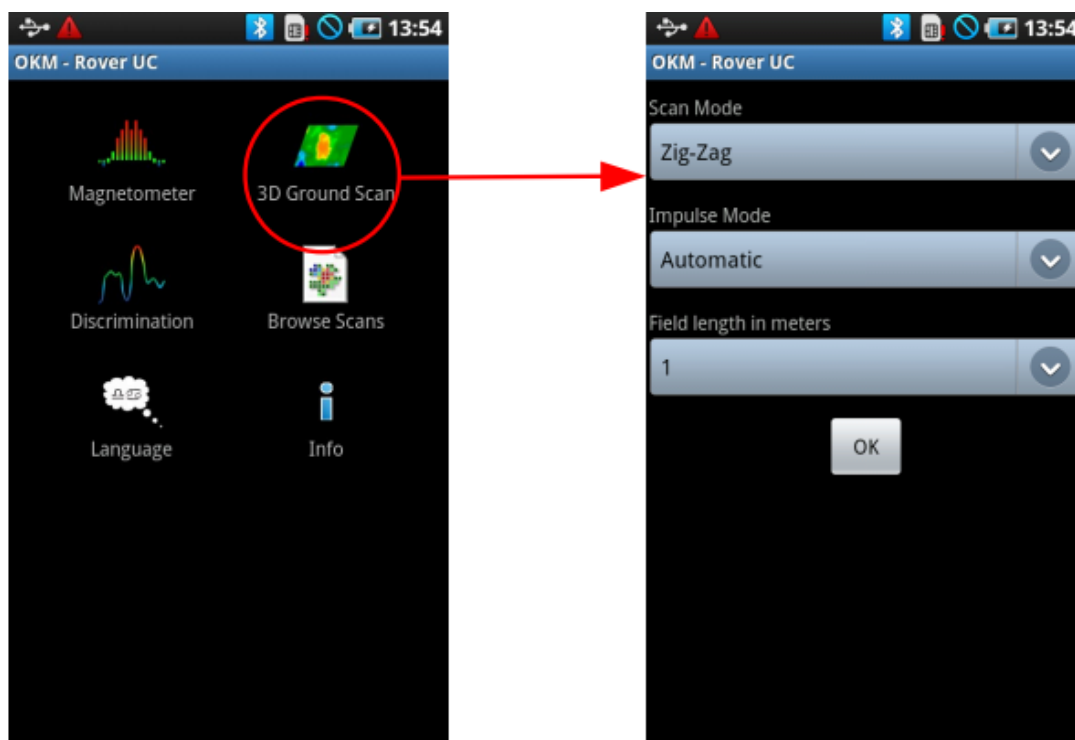 13:54
OKM - Rover UC
Magnetometer
3D Ground Scan
Discrimination
Browse Scans
Language
Info
13:54
OKM - Rover UC
Scan Mode
Zig-Zag
Impulse Mode
Automatic
Field length in meters
1
OK